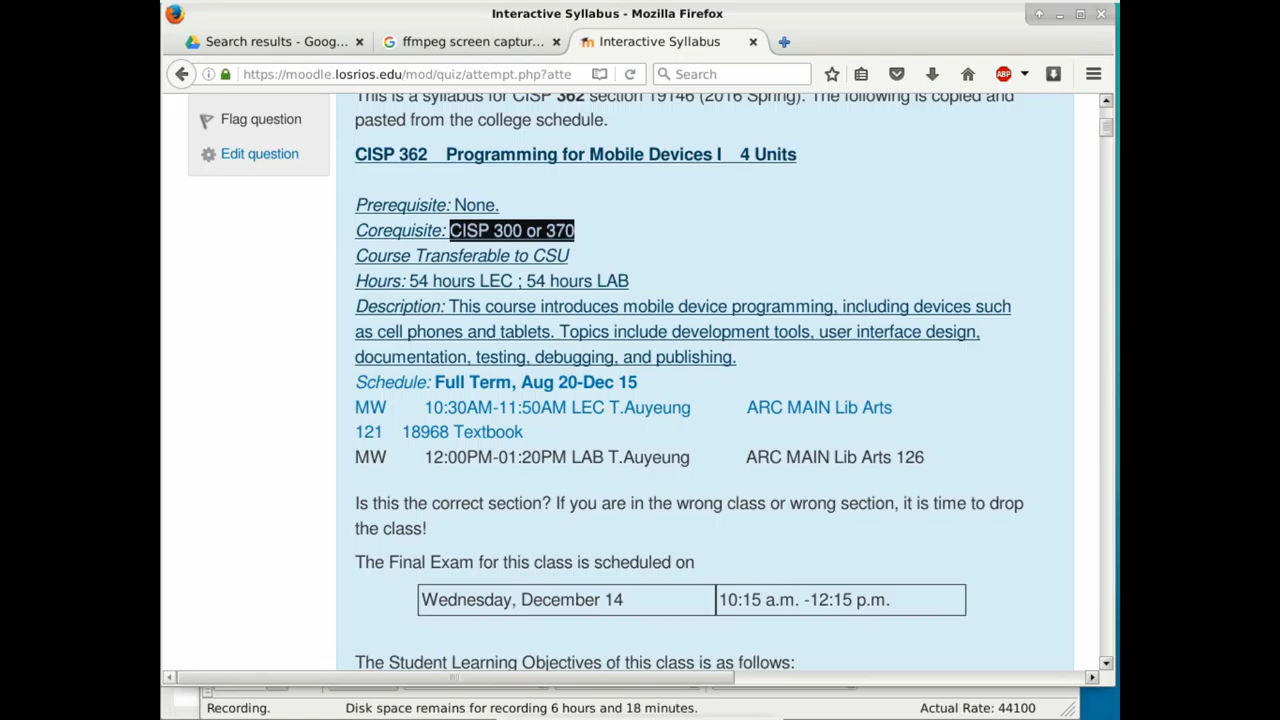 Interactive Syllabus - Mozilla Firefox
Search results - Goog... ffmpeg screen captur... Interactive Syllabus
https://moodle.losrios.edu/mod/quiz/attempt.php?atte Search ABP
Flag question
Edit question
This is a syllabus for CISP 362 section 19146 (2016 Spring). The following is copied and
pasted from the college schedule.
CISP 362 Programming for Mobile Devices I 4 Units
Prerequisite: None.
Corequisite: CISP 300 or 370
Course Transferable to CSU
Hours: 54 hours LEC ; 54 hours LAB
Description: This course introduces mobile device programming, including devices such
as cell phones and tablets. Topics include development tools, user interface design,
documentation, testing, debugging, and publishing.
Schedule: Full Term, Aug 20-Dec 15
MW 10:30AM-11:50AM LEC T.Auyeung ARC MAIN Lib Arts
121 18968 Textbook
MW 12:00PM-01:20PM LAB T.Auyeung ARC MAIN Lib Arts 126
Is this the correct section? If you are in the wrong class or wrong section, it is time to drop
the class!
The Final Exam for this class is scheduled on
Wednesday, December 14 10:15 a.m. -12:15 p.m.
The Student Learning Objectives of this class is as follows:
Recording. Disk space remains for recording 6 hours and 18 minutes. Actual Rate: 44100